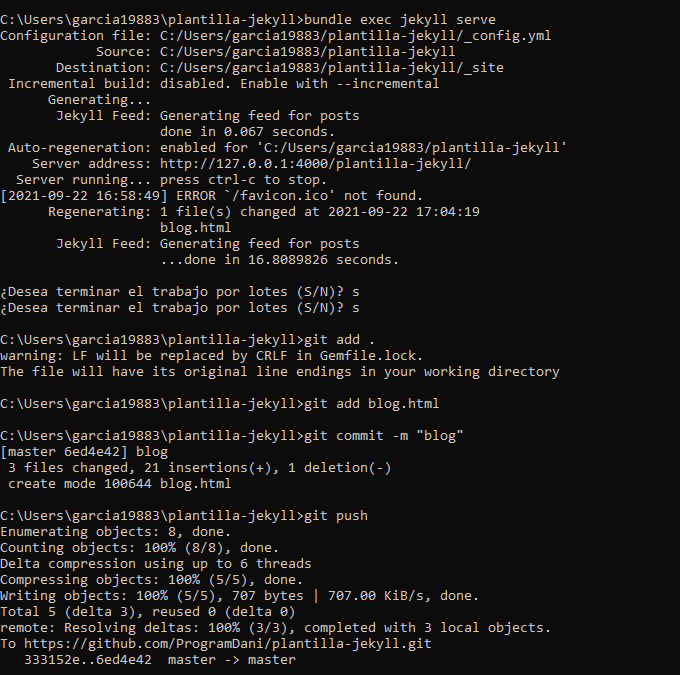 C:\Users\garcia19883\plantilla-jekyll>bundle exec jekyll serve
Configuration file: C:/Users/garcia19883/plantilla-jekyll/_config.yml
            Source: C:/Users/garcia19883/plantilla-jekyll
       Destination: C:/Users/garcia19883/plantilla-jekyll/_site
 Incremental build: disabled. Enable with --incremental
      Generating...
       Jekyll Feed: Generating feed for posts
                    done in 0.067 seconds.
 Auto-regeneration: enabled for 'C:/Users/garcia19883/plantilla-jekyll'
    Server address: http://127.0.0.1:4000/plantilla-jekyll/
  Server running... press ctrl-c to stop.
[2021-09-22 16:58:49] ERROR `/favicon.ico' not found.
      Regenerating: 1 file(s) changed at 2021-09-22 17:04:19
                    blog.html
       Jekyll Feed: Generating feed for posts
                    ...done in 16.8089826 seconds.
¿Desea terminar el trabajo por lotes (S/N)? s
¿Desea terminar el trabajo por lotes (S/N)? s
C:\Users\garcia19883\plantilla-jekyll>git add .
warning: LF will be replaced by CRLF in Gemfile.lock.
The file will have its original line endings in your working directory
C:\Users\garcia19883\plantilla-jekyll>git add blog.html
C:\Users\garcia19883\plantilla-jekyll>git commit -m "blog"
[master 6ed4e42] blog
 3 files changed, 21 insertions(+), 1 deletion(-)
 create mode 100644 blog.html
C:\Users\garcia19883\plantilla-jekyll>git push
Enumerating objects: 8, done.
Counting objects: 100% (8/8), done.
Delta compression using up to 6 threads
Compressing objects: 100% (5/5), done.
Writing objects: 100% (5/5), 707 bytes | 707.00 KiB/s, done.
Total 5 (delta 3), reused 0 (delta 0)
remote: Resolving deltas: 100% (3/3), completed with 3 local objects.
To https://github.com/ProgramDani/plantilla-jekyll.git
   333152e..6ed4e42  master -> master